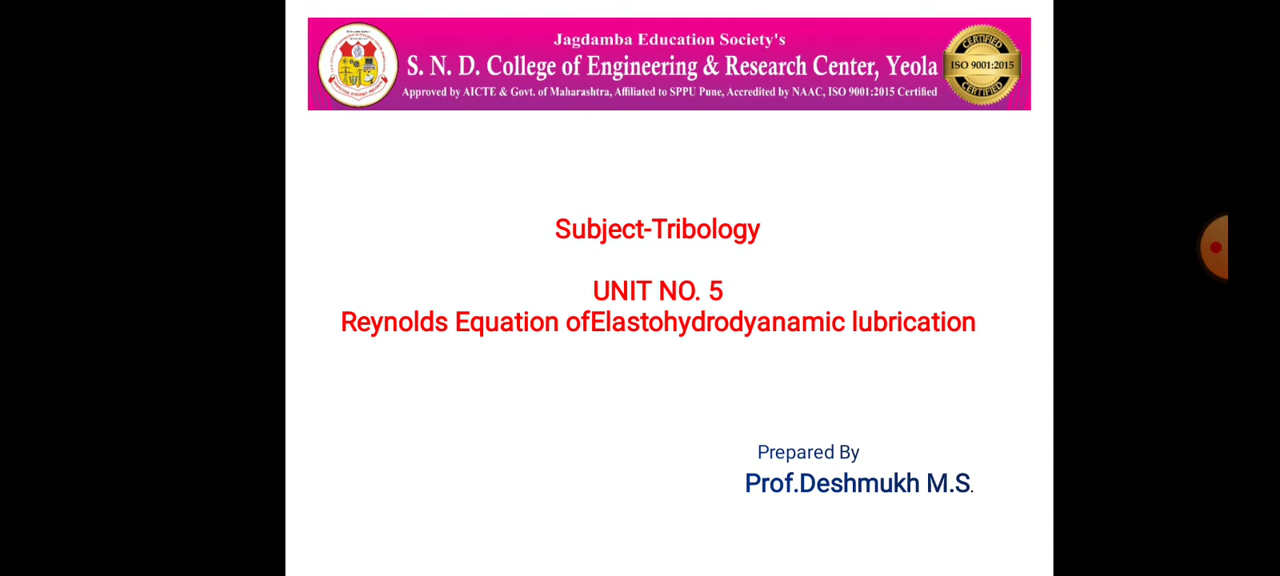 Jagdamba Education Society's
S. N. D. College of Engineering & Research Center, Yeola
Approved by AICTE & Govt. of Maharashtra, Affiliated to SPPU Pune, Accredited by NAAC, ISO 9001:2015 Certified
CERTIFIED
ISO 9001:2015
CERTIFIED
Subject-Tribology
UNIT NO. 5
Reynolds Equation ofElastohydrodyanamic lubrication
Prepared By
Prof.Deshmukh M.S.